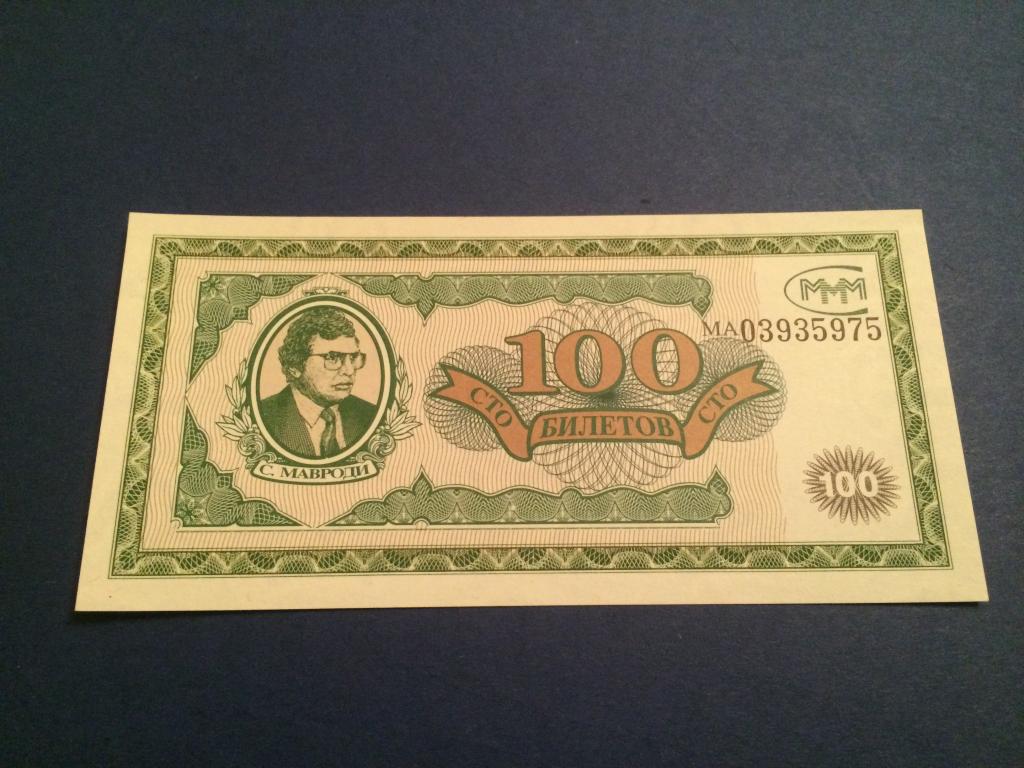 МММ
МА03935975
100
СТО БИЛЕТОВ СТО
С. МАВРОДИ
100